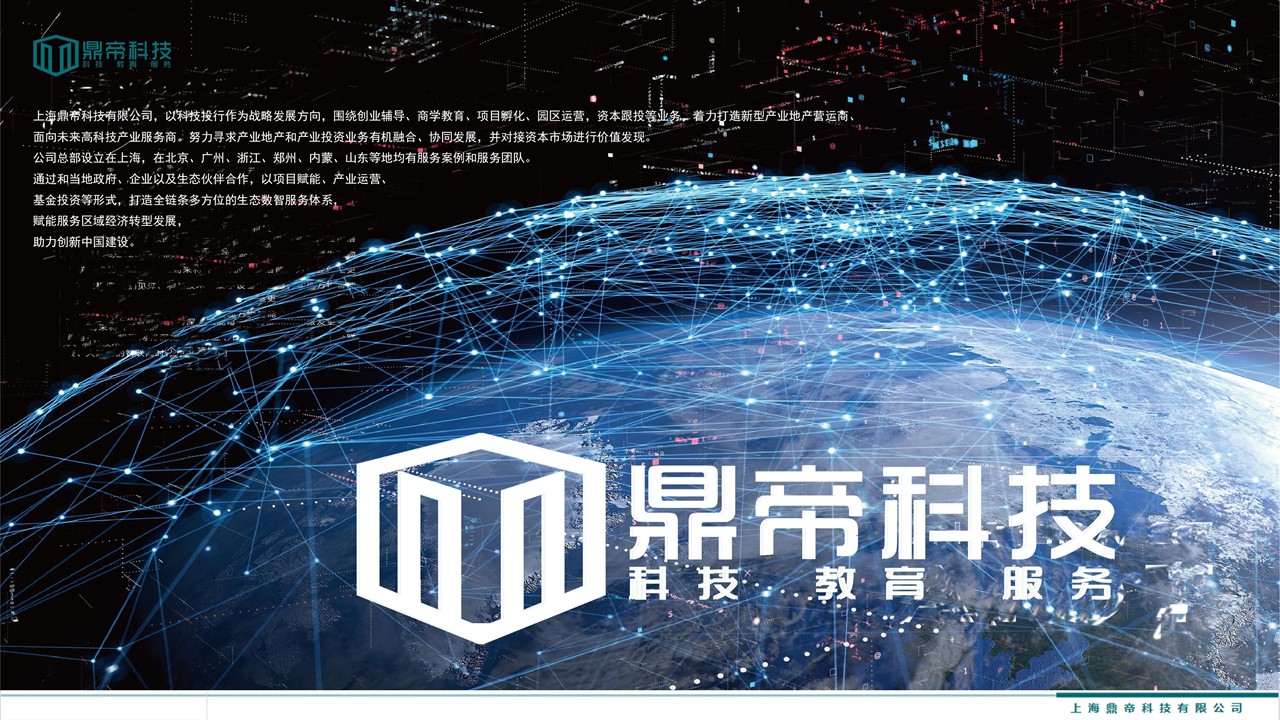 鼎帝科技
科技 教育 服务
上海鼎帝科技有限公司，以科技投行作为战略发展方向，围绕创业辅导、商学教育、项目孵化、园区运营，资本跟投等业务。着力打造新型产业地产营运商、
面向未来高科技产业服务商。努力寻求产业地产和产业投资业务有机融合、协同发展，并对接资本市场进行价值发现。
公司总部设立在上海，在北京、广州、浙江、郑州、内蒙、山东等地均有服务案例和服务团队。
通过和当地政府、企业以及生态伙伴合作，以项目赋能、产业运营、
基金投资等形式，打造全链条多方位的生态数智服务体系，
赋能服务区域经济转型发展，
助力创新中国建设。
鼎帝科技
科技 教育 服务
上海鼎帝科技有限公司